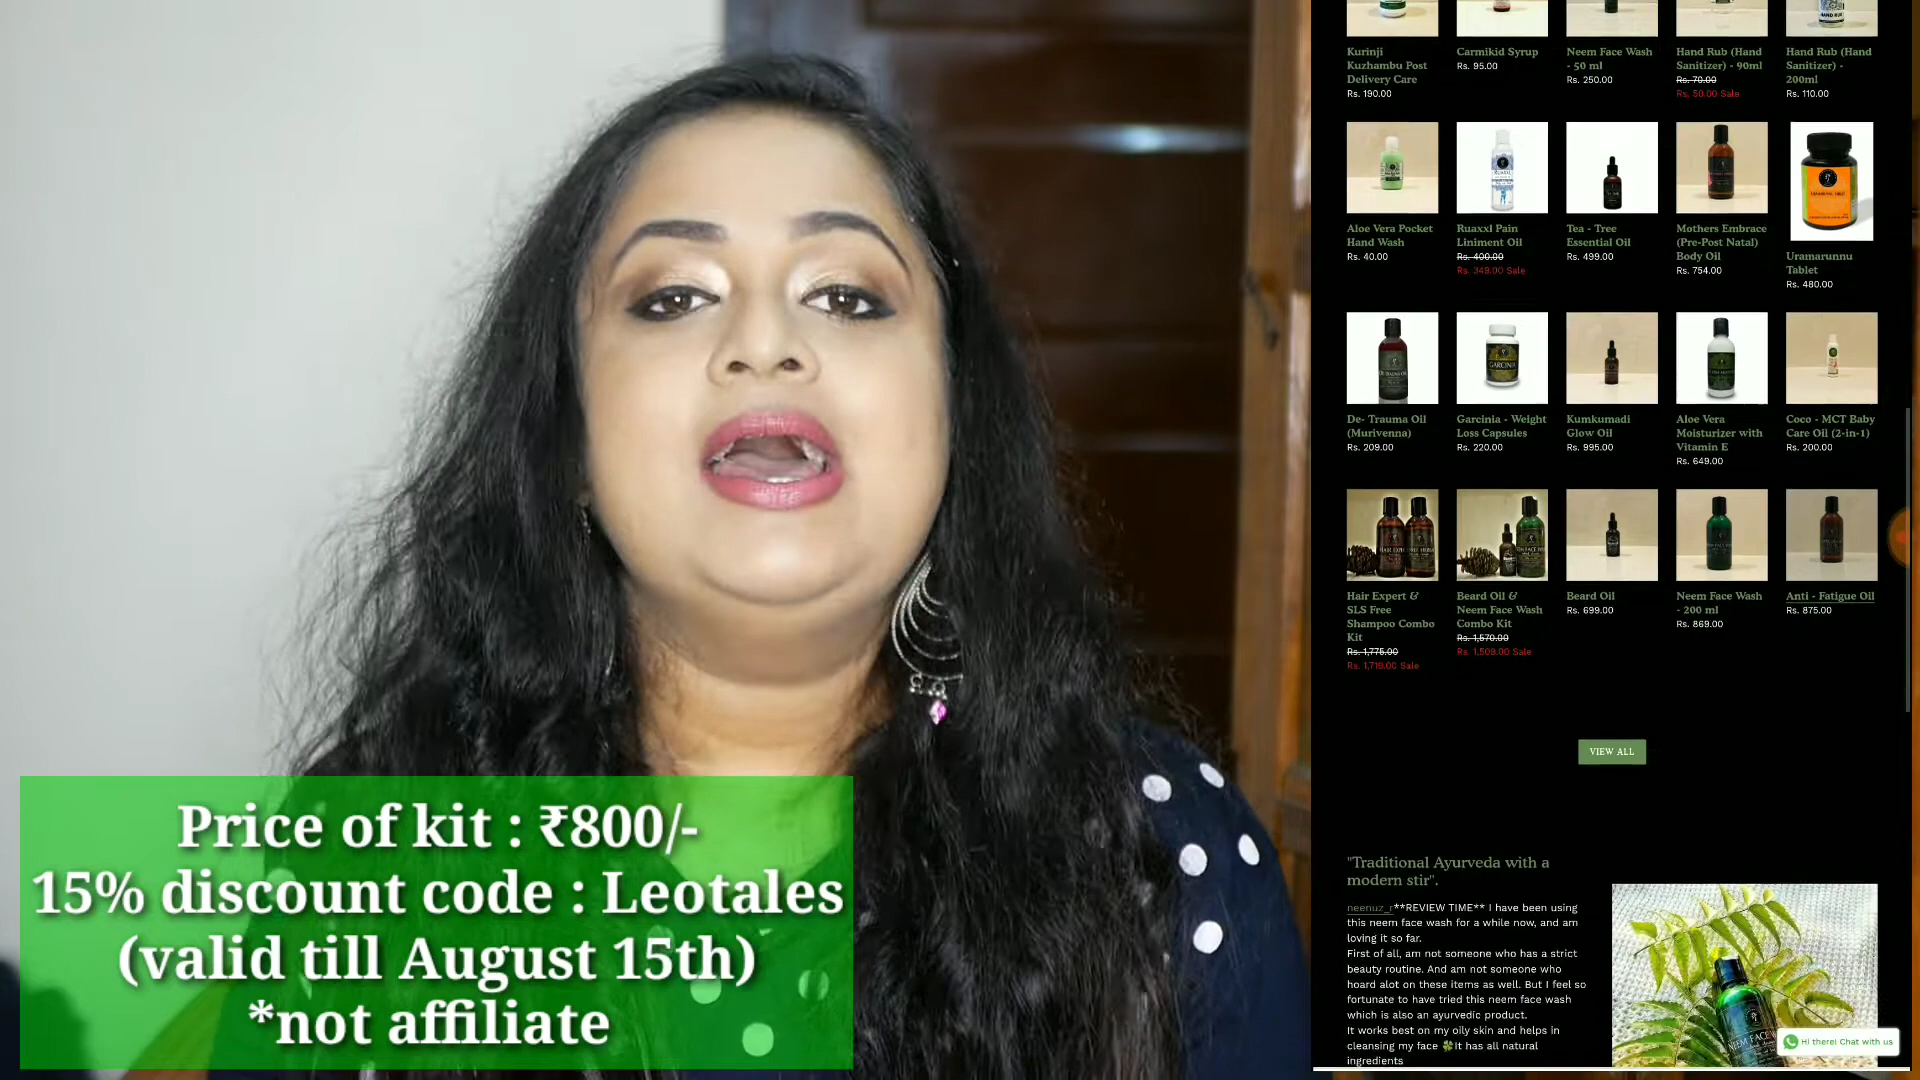 Price of kit : ₹800/-
15% discount code : Leotales
(valid till August 15th)
*not affiliate
Kurinji
Kuzhambu Post
Delivery Care
Rs. 190.00
Carmikid Syrup
Rs. 95.00
Neem Face Wash
- 50 ml
Rs. 250.00
Hand Rub (Hand
Sanitizer) - 90ml
Rs. 70.00
Rs. 50.00 Sale
Hand Rub (Hand
Sanitizer) -
200ml
Rs. 110.00
Aloe Vera Pocket
Hand Wash
Rs. 40.00
Ruaxxl Pain
Liniment Oil
Rs. 400.00
Rs. 349.00 Sale
Tea - Tree
Essential Oil
Rs. 499.00
Mothers Embrace
(Pre-Post Natal)
Body Oil
Rs. 754.00
Uramarunnu
Tablet
Rs. 480.00
GARCINIA
De- Trauma Oil
(Murivenna)
Rs. 209.00
Garcinia - Weight
Loss Capsules
Rs. 220.00
Kumkumadi
Glow Oil
Rs. 995.00
Aloe Vera
Moisturizer with
Vitamin E
Rs. 649.00
Coco - MCT Baby
Care Oil (2-in-1)
Rs. 200.00
Hair Expert &
SLS Free
Shampoo Combo
Kit
Rs. 1,775.00
Rs. 1,719.00 Sale
Beard Oil &
Neem Face Wash
Combo Kit
Rs. 1,570.00
Rs. 1,509.00 Sale
Beard Oil
Rs. 699.00
Neem Face Wash
- 200 ml
Rs. 869.00
Anti - Fatigue Oil
Rs. 875.00
VIEW ALL
"Traditional Ayurveda with a
modern stir".
neenuz_r**REVIEW TIME** I have been using
this neem face wash for a while now, and am
loving it so far.
First of all, am not someone who has a strict
beauty routine. And am not someone who
hoard alot on these items as well. But I feel so
fortunate to have tried this neem face wash
which is also an ayurvedic product.
It works best on my oily skin and helps in
cleansing my face 🍀It has all natural
ingredients
NEEM FACE W
Hi there! Chat with us